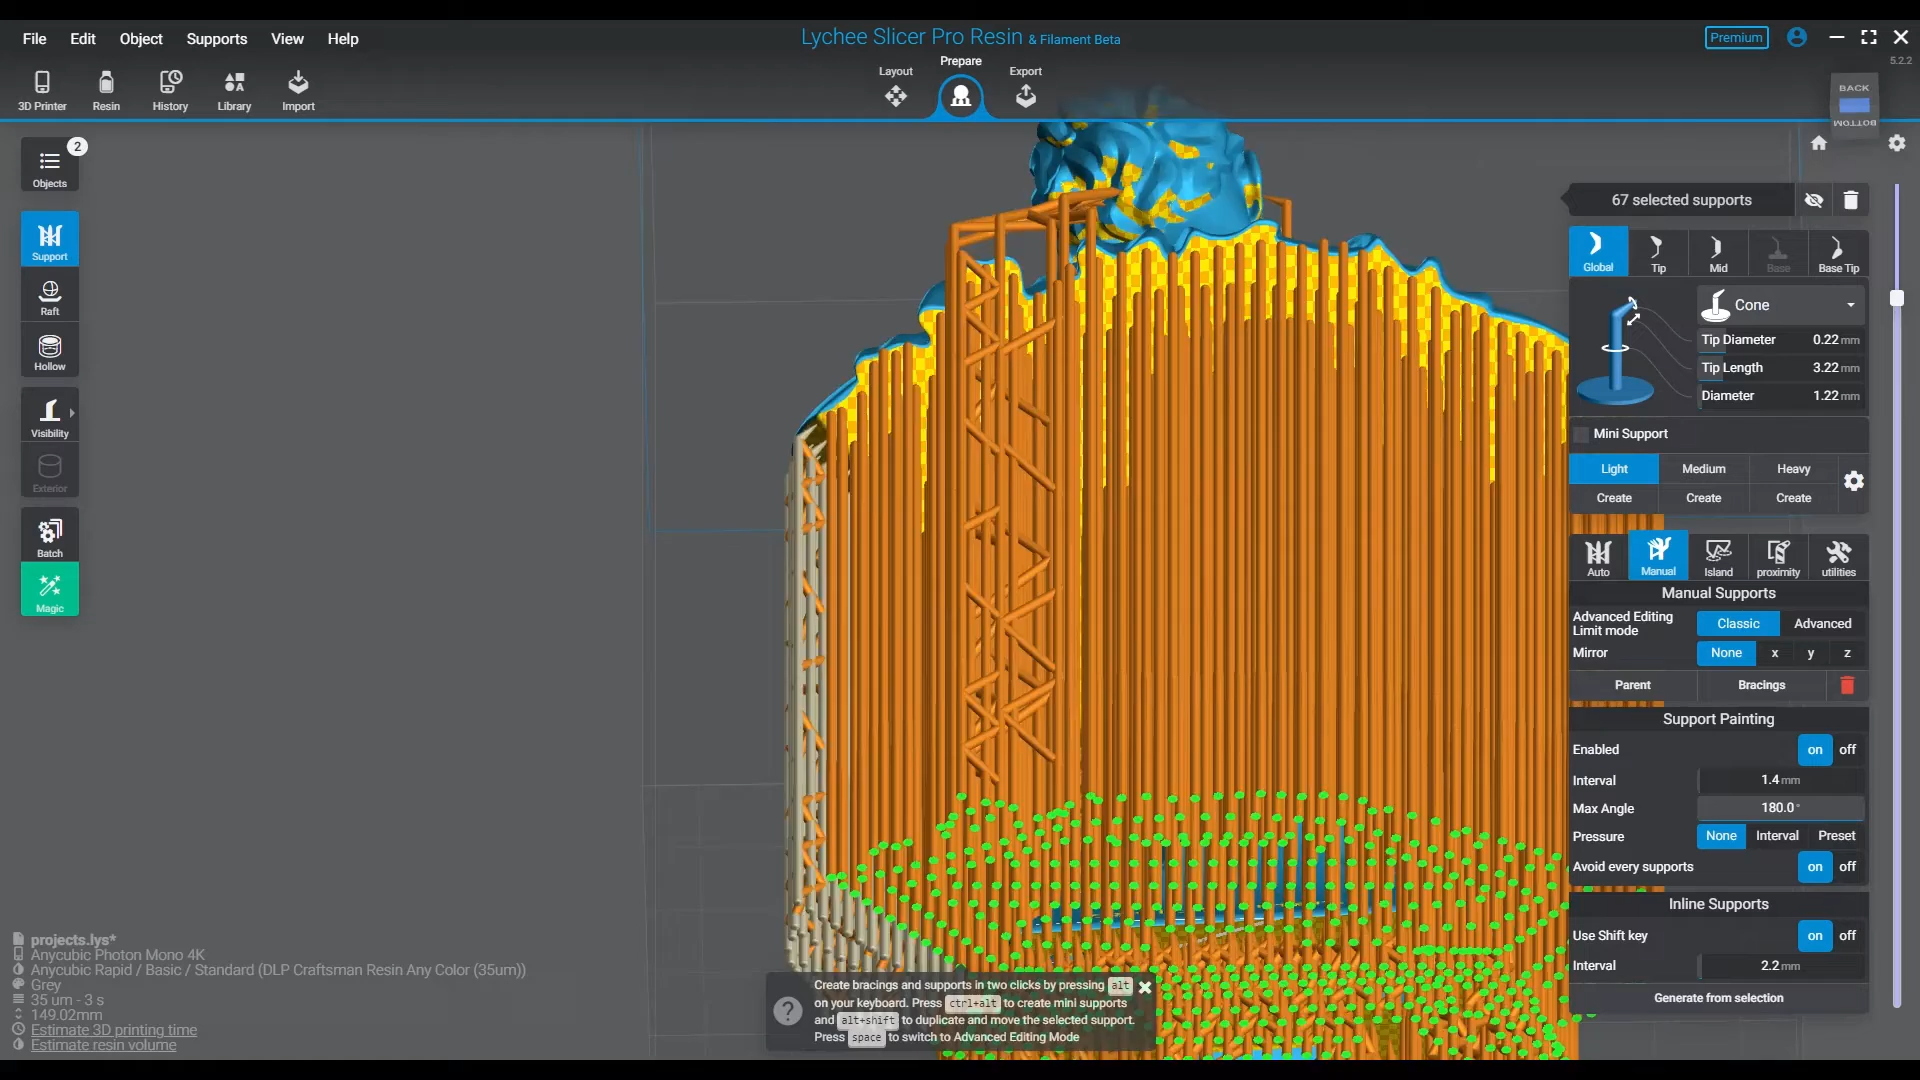 File Edit Object Supports View Help
Lychee Slicer Pro Resin & Filament Beta
Premium
5.2.2
3D Printer Resin History Library Import
Layout Prepare Export
BACK
BOTTOM
2
Objects
Support
Raft
Hollow
Visibility
Exterior
Batch
Magic
67 selected supports
Global Tip Mid Base Base Tip
Cone
Tip Diameter 0.22 mm
Tip Length 3.22 mm
Diameter 1.22 mm
Mini Support
Light Medium Heavy
Create Create Create
Auto Manual Island proximity utilities
Manual Supports
Advanced Editing
Limit mode
Classic Advanced
Mirror None x y z
Parent Bracings
Support Painting
Enabled on off
Interval 1.4 mm
Max Angle 180.0 °
Pressure None Interval Preset
Avoid every supports on off
Inline Supports
Use Shift key on off
Interval 2.2 mm
Generate from selection
projects.lys*
Anycubic Photon Mono 4K
Anycubic Rapid / Basic / Standard (DLP Craftsman Resin Any Color (35um))
Grey
35 um - 3 s
149.02mm
Estimate 3D printing time
Estimate resin volume
Create bracings and supports in two clicks by pressing alt
on your keyboard. Press ctrl+alt to create mini supports
and alt+shift to duplicate and move the selected support.
Press space to switch to Advanced Editing Mode